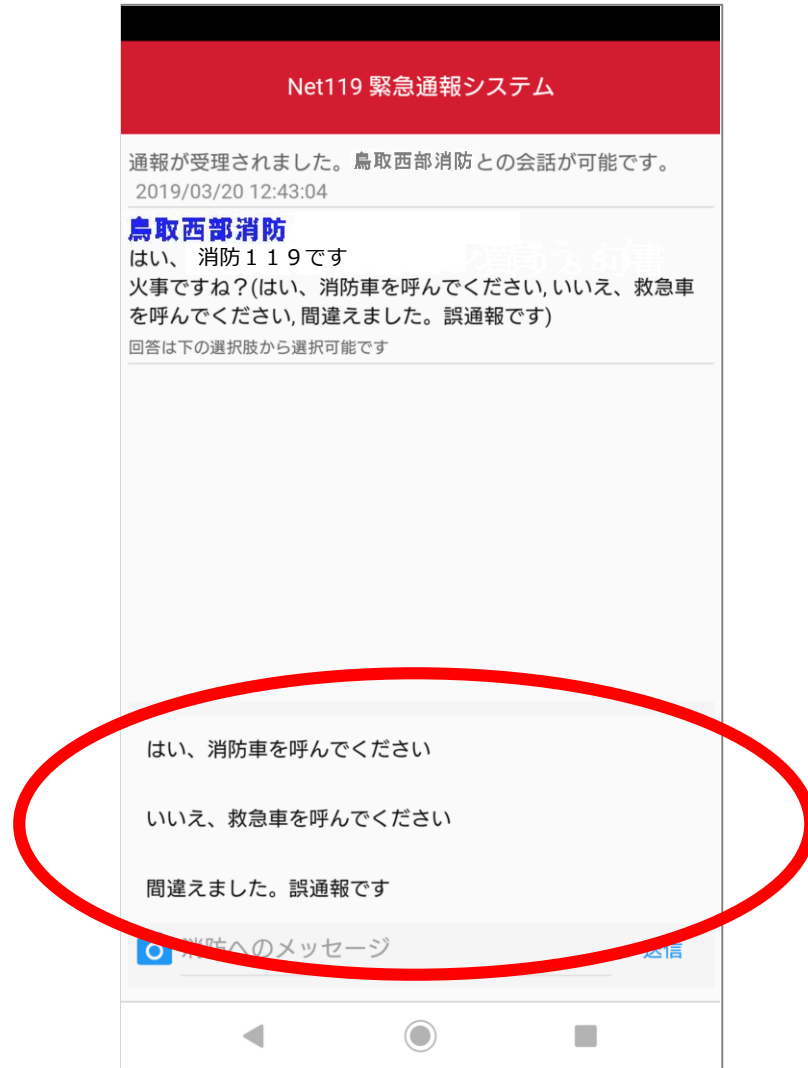 Net119 緊急通報システム
通報が受理されました。鳥取西部消防との会話が可能です。
2019/03/20 12:43:04
鳥取西部消防
はい、 消防１１９です
火事ですね？(はい、消防車を呼んでください, いいえ、救急車
を呼んでください, 間違えました。誤通報です)
回答は下の選択肢から選択可能です
はい、消防車を呼んでください
いいえ、救急車を呼んでください
間違えました。誤通報です
消防へのメッセージ
送信